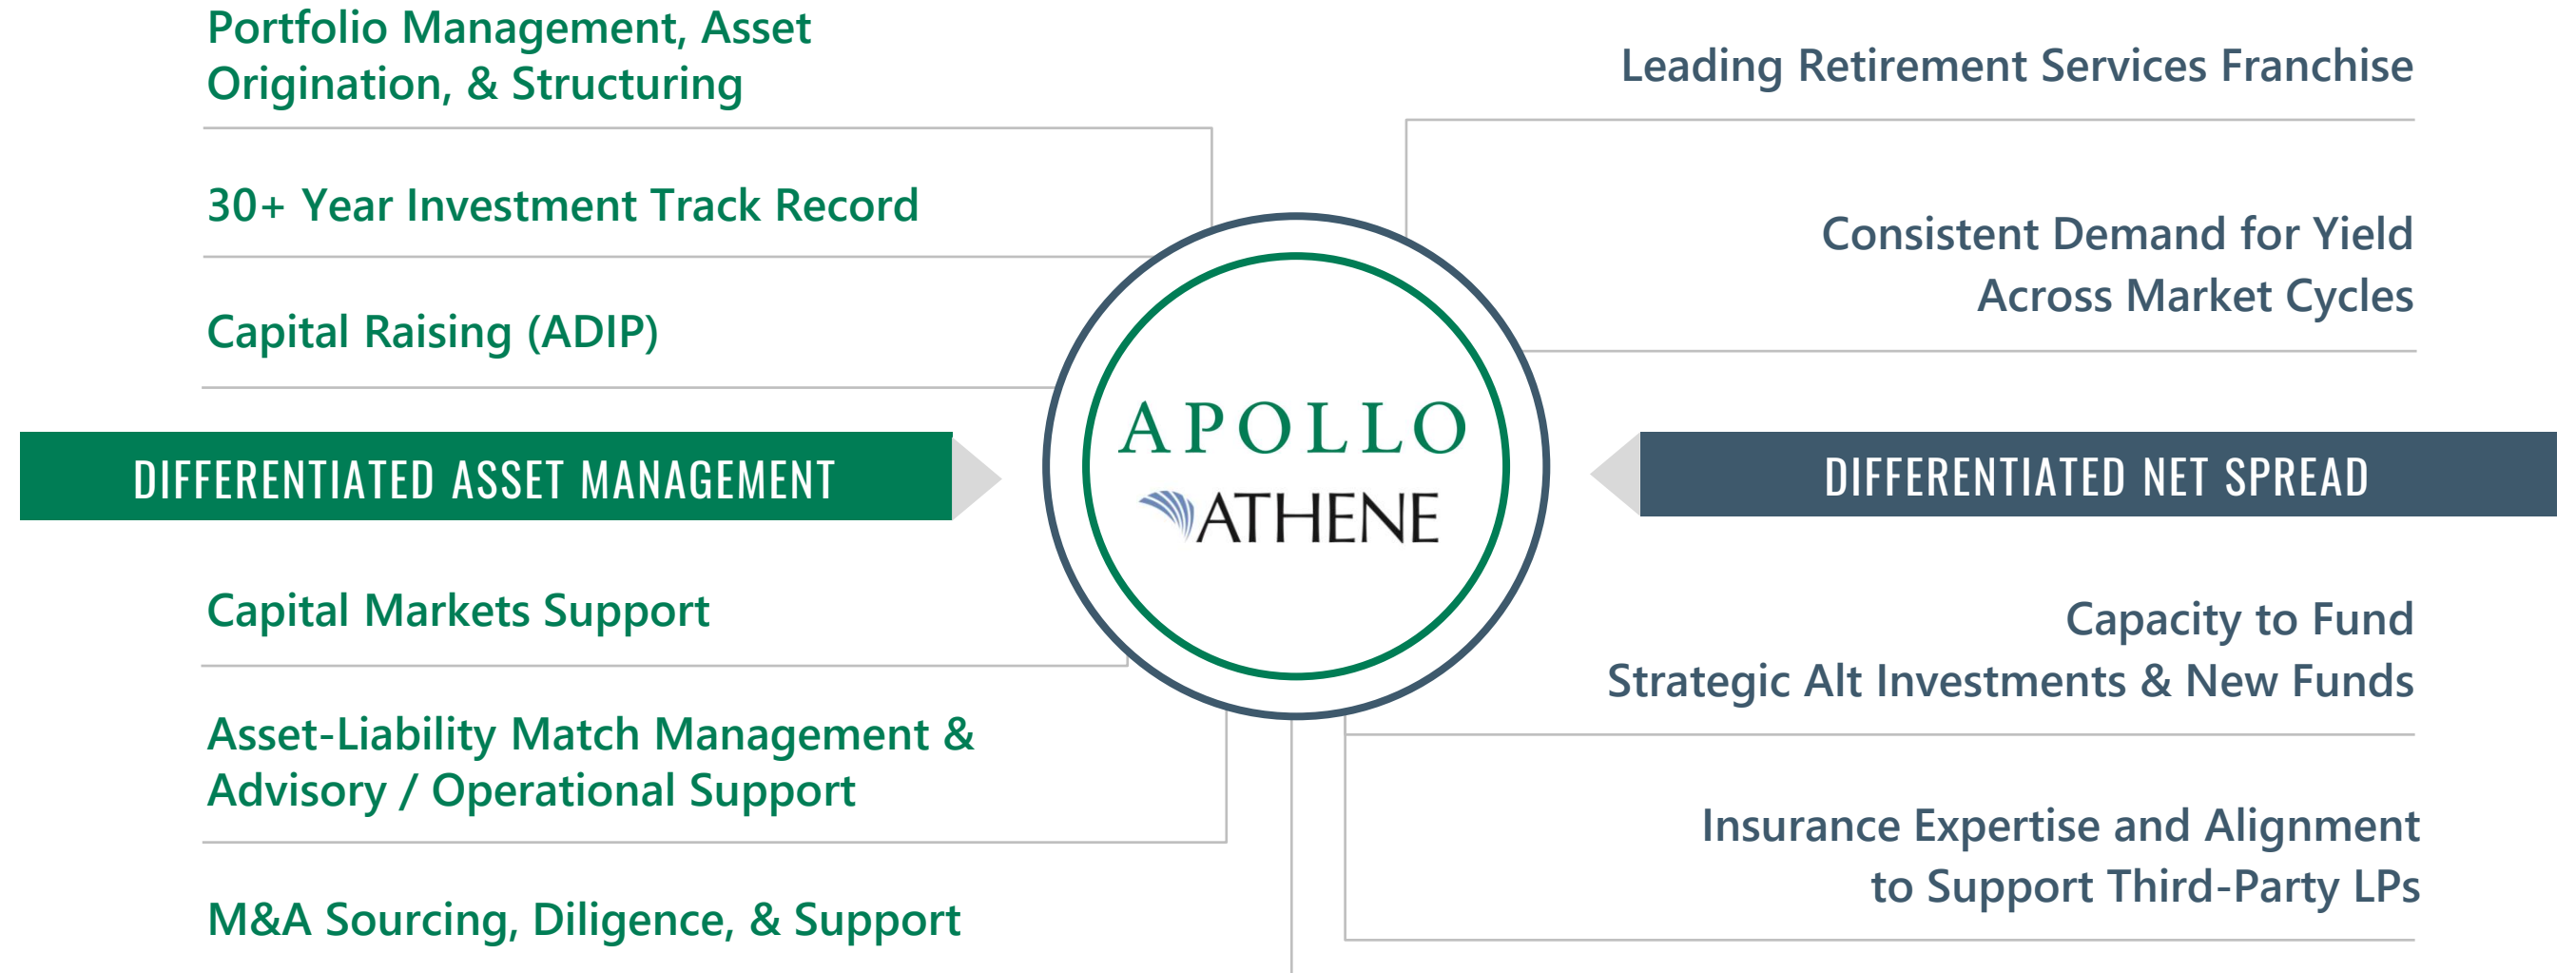 Portfolio Management, Asset
Origination, & Structuring
30+ Year Investment Track Record
Capital Raising (ADIP)
DIFFERENTIATED ASSET MANAGEMENT
Capital Markets Support
Asset-Liability Match Management &
Advisory / Operational Support
M&A Sourcing, Diligence, & Support
APOLLO
ATHENE
Leading Retirement Services Franchise
Consistent Demand for Yield
Across Market Cycles
DIFFERENTIATED NET SPREAD
Capacity to Fund
Strategic Alt Investments & New Funds
Insurance Expertise and Alignment
to Support Third-Party LPs